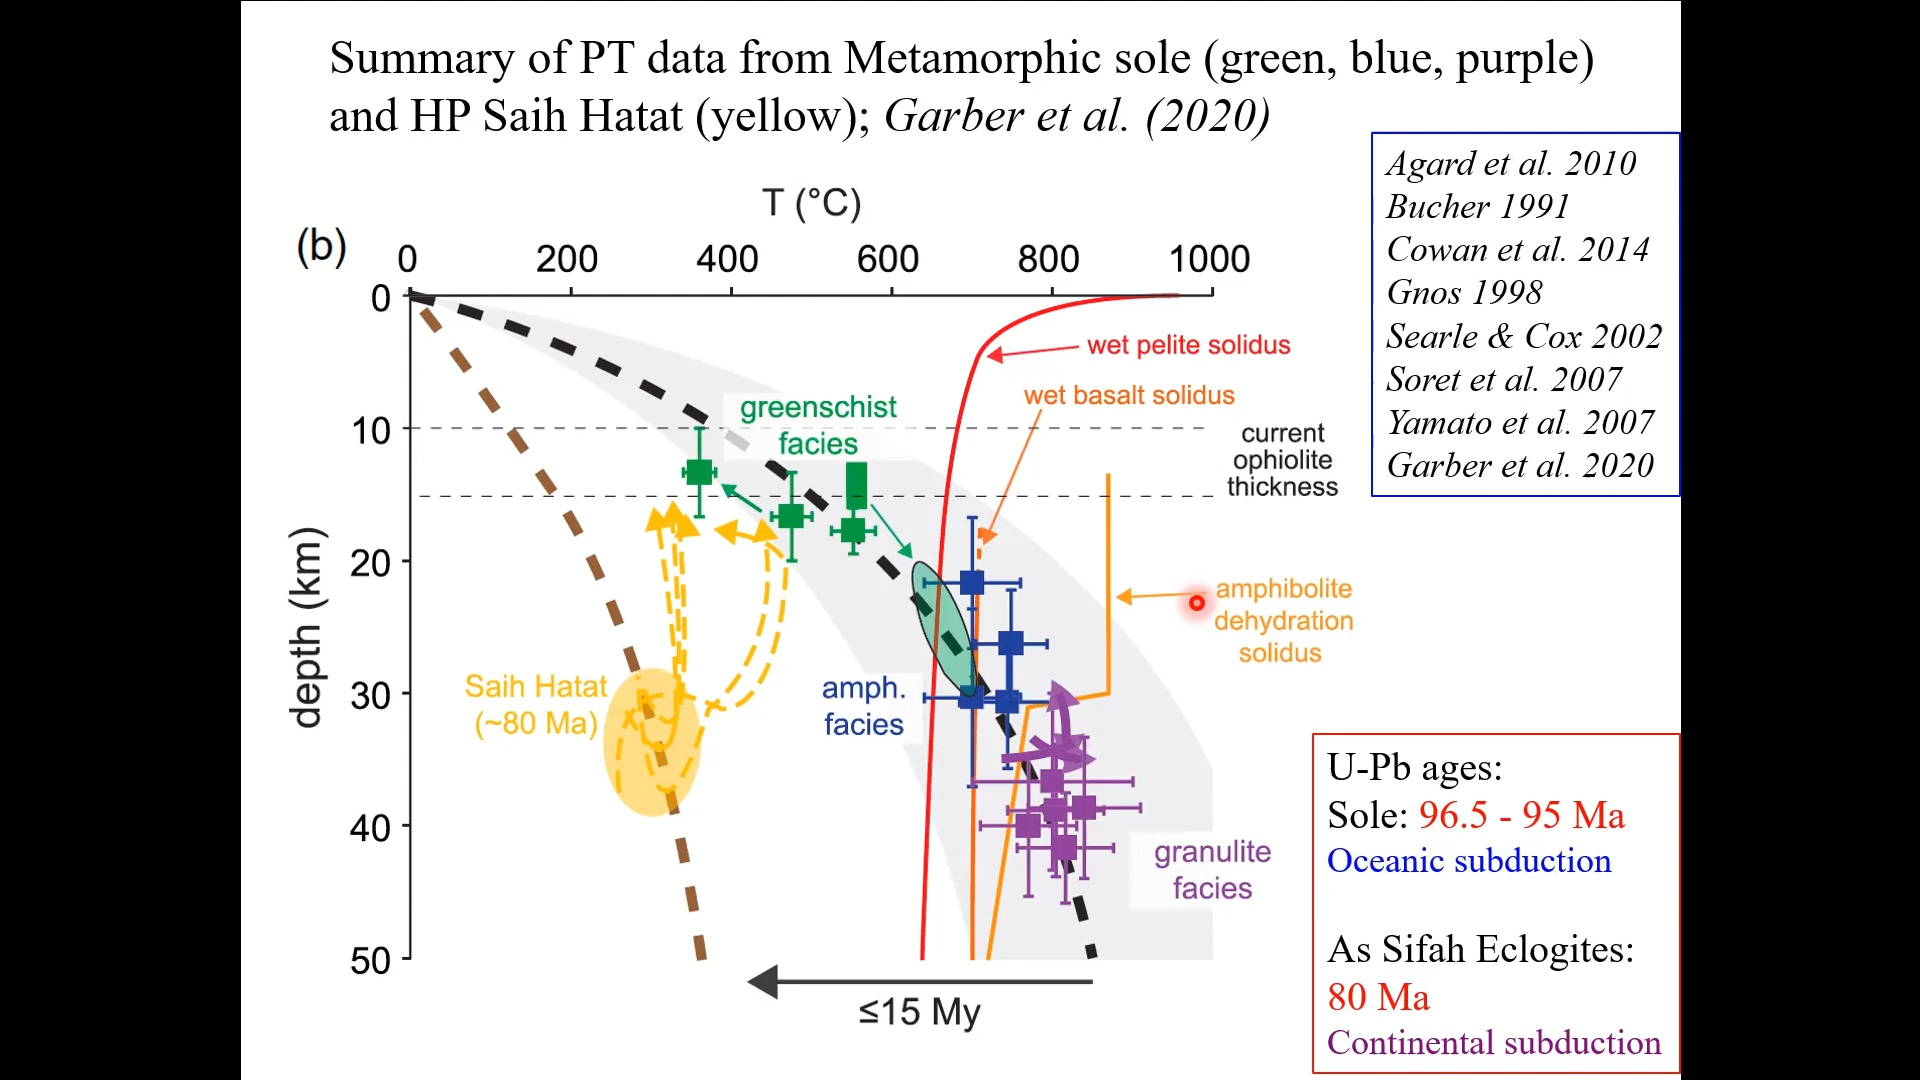 Summary of PT data from Metamorphic sole (green, blue, purple)
and HP Saih Hatat (yellow); Garber et al. (2020)
Agard et al. 2010
Bucher 1991
Cowan et al. 2014
Gnos 1998
Searle & Cox 2002
Soret et al. 2007
Yamato et al. 2007
Garber et al. 2020
T (°C)
(b)
0 200 400 600 800 1000
0
10
20
30
40
50
depth (km)
wet pelite solidus
wet basalt solidus
greenschist
facies
current
ophiolite
thickness
amphibolite
dehydration
solidus
Saih Hatat
(~80 Ma)
amph.
facies
granulite
facies
≤15 My
U-Pb ages:
Sole: 96.5 - 95 Ma
Oceanic subduction
As Sifah Eclogites:
80 Ma
Continental subduction